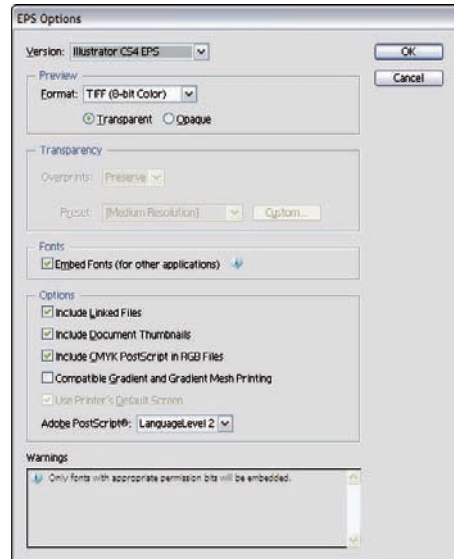 EPS Options
Version: Illustrator CS4 EPS
OK
Cancel
Preview
Format: TIFF (8-bit Color)
Transparent Opaque
Transparency
Overprints: Preserve
Preset: [Medium Resolution] Custom...
Fonts
Embed Fonts (for other applications)
Options
Include Linked Files
Include Document Thumbnails
Include CMYK PostScript in RGB Files
Compatible Gradient and Gradient Mesh Printing
Use Printer's Default Screen
Adobe PostScript®: LanguageLevel 2
Warnings
Only fonts with appropriate permission bits will be embedded.